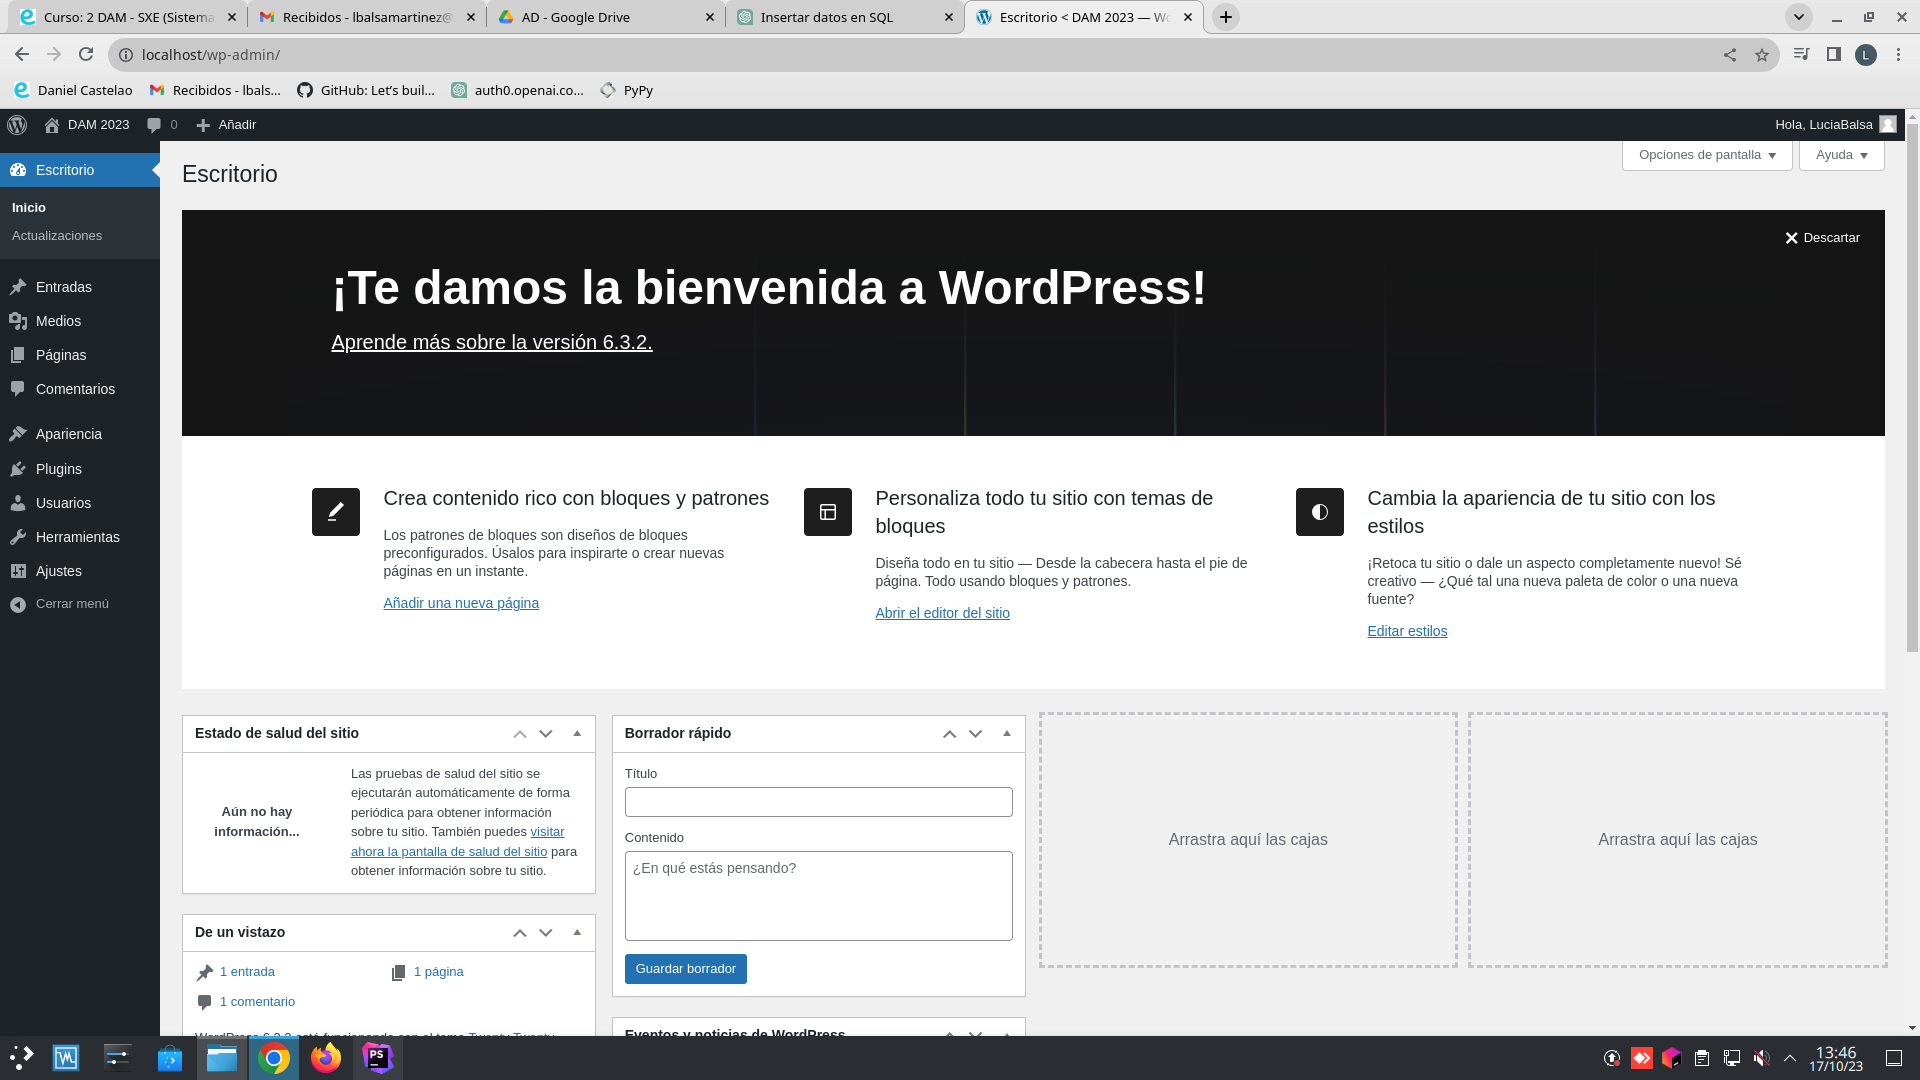 Curso: 2 DAM - SXE (Sistema
Recibidos - lbalsamartinez@
AD - Google Drive
Insertar datos en SQL
Escritorio < DAM 2023 — Wo
localhost/wp-admin/
L
Daniel Castelao
Recibidos - lbals...
GitHub: Let's buil...
auth0.openai.co...
PyPy
DAM 2023
0
Añadir
Hola, LuciaBalsa
Escritorio
Inicio
Actualizaciones
Entradas
Medios
Páginas
Comentarios
Apariencia
Plugins
Usuarios
Herramientas
Ajustes
Cerrar menú
Escritorio
Opciones de pantalla
Ayuda
Descartar
¡Te damos la bienvenida a WordPress!
Aprende más sobre la versión 6.3.2.
Crea contenido rico con bloques y patrones
Los patrones de bloques son diseños de bloques
preconfigurados. Úsalos para inspirarte o crear nuevas
páginas en un instante.
Añadir una nueva página
Personaliza todo tu sitio con temas de
bloques
Diseña todo en tu sitio — Desde la cabecera hasta el pie de
página. Todo usando bloques y patrones.
Abrir el editor del sitio
Cambia la apariencia de tu sitio con los
estilos
¡Retoca tu sitio o dale un aspecto completamente nuevo! Sé
creativo — ¿Qué tal una nueva paleta de color o una nueva
fuente?
Editar estilos
Estado de salud del sitio
Aún no hay
información...
Las pruebas de salud del sitio se
ejecutarán automáticamente de forma
periódica para obtener información
sobre tu sitio. También puedes visitar
ahora la pantalla de salud del sitio para
obtener información sobre tu sitio.
De un vistazo
1 entrada
1 página
1 comentario
WordPress 6.3.2 está funcionando con el tema Twenty Twenty
Borrador rápido
Título
Contenido
¿En qué estás pensando?
Guardar borrador
Eventos y noticias de WordPress
Arrastra aquí las cajas
Arrastra aquí las cajas
PS
13:46
17/10/23